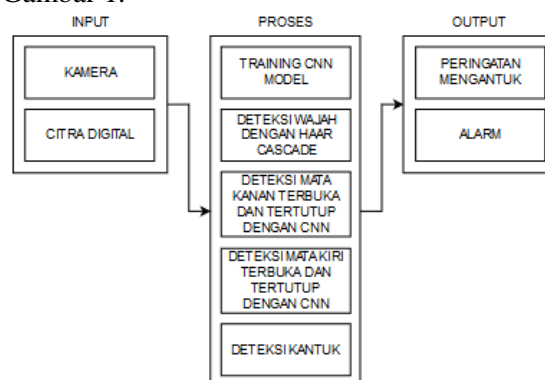 Gambar 1.
INPUT
KAMERA
CITRA DIGITAL
PROSES
TRAINING CNN
MODEL
DETEKSI WAJAH
DENGAN HAAR
CASCADE
DETEKSI MATA
KANAN TERBUKA
DAN TERTUTUP
DENGAN CNN
DETEKSI MATA KIRI
TERBUKA DAN
TERTUTUP
DENGAN CNN
DETEKSI KANTUK
OUTPUT
PERINGATAN
MENGANTUK
ALARM